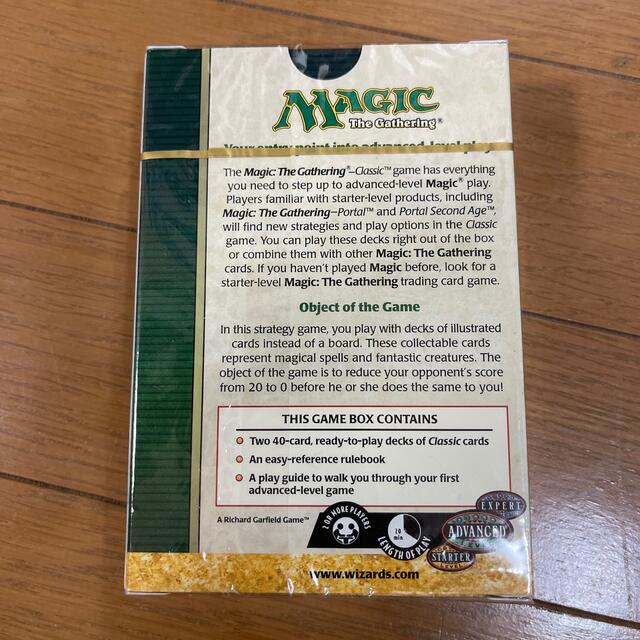 MAGIC
The Gathering®
Your entry point into advanced-level play
The Magic: The Gathering®–Classic™ game has everything
you need to step up to advanced-level Magic® play.
Players familiar with starter-level products, including
Magic: The Gathering–Portal™ and Portal Second Age™,
will find new strategies and play options in the Classic
game. You can play these decks right out of the box
or combine them with other Magic: The Gathering
cards. If you haven't played Magic before, look for a
starter-level Magic: The Gathering trading card game.
Object of the Game
In this strategy game, you play with decks of illustrated
cards instead of a board. These collectable cards
represent magical spells and fantastic creatures. The
object of the game is to reduce your opponent's score
from 20 to 0 before he or she does the same to you!
THIS GAME BOX CONTAINS
Two 40-card, ready-to-play decks of Classic cards
An easy-reference rulebook
A play guide to walk you through your first
advanced-level game
A Richard Garfield Game™
2 OR MORE PLAYERS
20
min
LENGTH OF PLAY
EXPERT
ADVANCED
STARTER
LEVEL
www.wizards.com